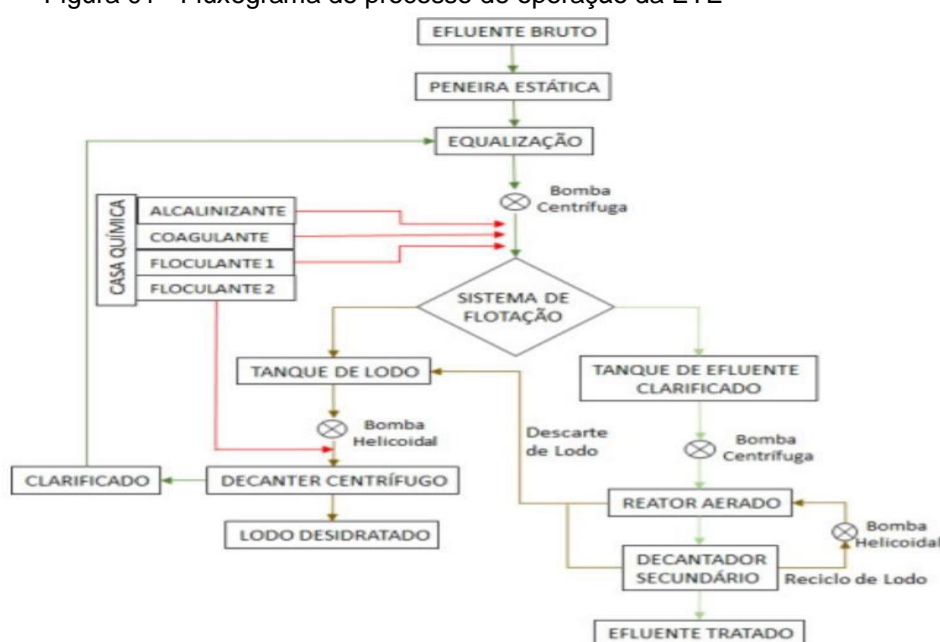 Figura 01 - Fluxograma do processo de operação da ETE
EFLUENTE BRUTO
PENEIRA ESTÁTICA
EQUALIZAÇÃO
Bomba
Centrífuga
CASA QUÍMICA
ALCALINIZANTE
COAGULANTE
FLOCULANTE 1
FLOCULANTE 2
SISTEMA DE
FLOTAÇÃO
TANQUE DE LODO
TANQUE DE EFLUENTE
CLARIFICADO
Bomba
Helicoidal
Descarte
de Lodo
Bomba
Centrífuga
CLARIFICADO
DECANTER CENTRÍFUGO
REATOR AERADO
Bomba
Helicoidal
LODO DESIDRATADO
DECANTADOR
SECUNDÁRIO
Reciclo de Lodo
EFLUENTE TRATADO